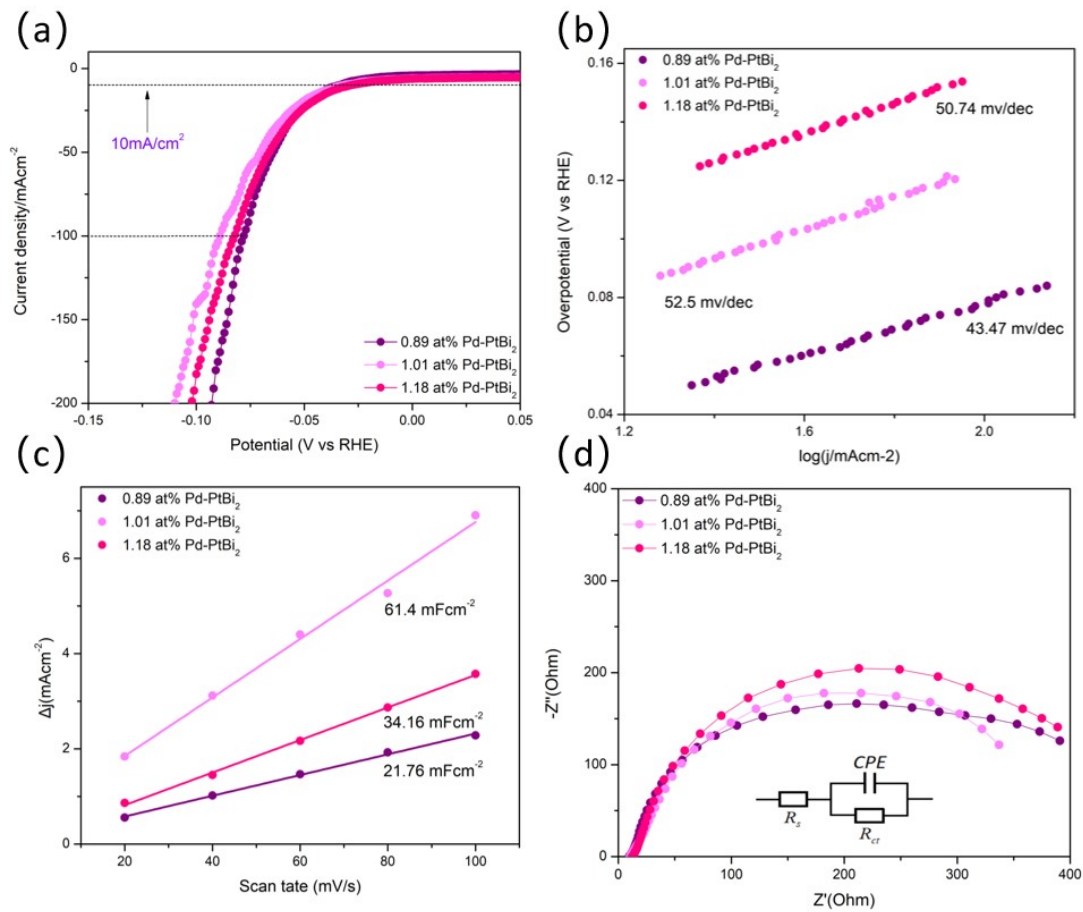 (a)
0
-50
-100
-150
-200
-0.15
-0.10
-0.05
0.00
0.05
Current density/mAcm⁻²
Potential (V vs RHE)
10mA/cm²
0.89 at% Pd-PtBi₂
1.01 at% Pd-PtBi₂
1.18 at% Pd-PtBi₂
(b)
0.89 at% Pd-PtBi₂
1.01 at% Pd-PtBi₂
1.18 at% Pd-PtBi₂
0.16
0.12
0.08
0.04
1.2
1.6
2.0
Overpotential (V vs RHE)
log(j/mAcm-2)
50.74 mv/dec
52.5 mv/dec
43.47 mv/dec
(c)
0.89 at% Pd-PtBi₂
1.01 at% Pd-PtBi₂
1.18 at% Pd-PtBi₂
6
4
2
0
20
40
60
80
100
Δj(mAcm⁻²)
Scan tate (mV/s)
61.4 mFcm⁻²
34.16 mFcm⁻²
21.76 mFcm⁻²
(d)
0.89 at% Pd-PtBi₂
1.01 at% Pd-PtBi₂
1.18 at% Pd-PtBi₂
400
300
200
100
0
0
100
200
300
400
-Z''(Ohm)
Z'(Ohm)
CPE
Rₛ
R_ct